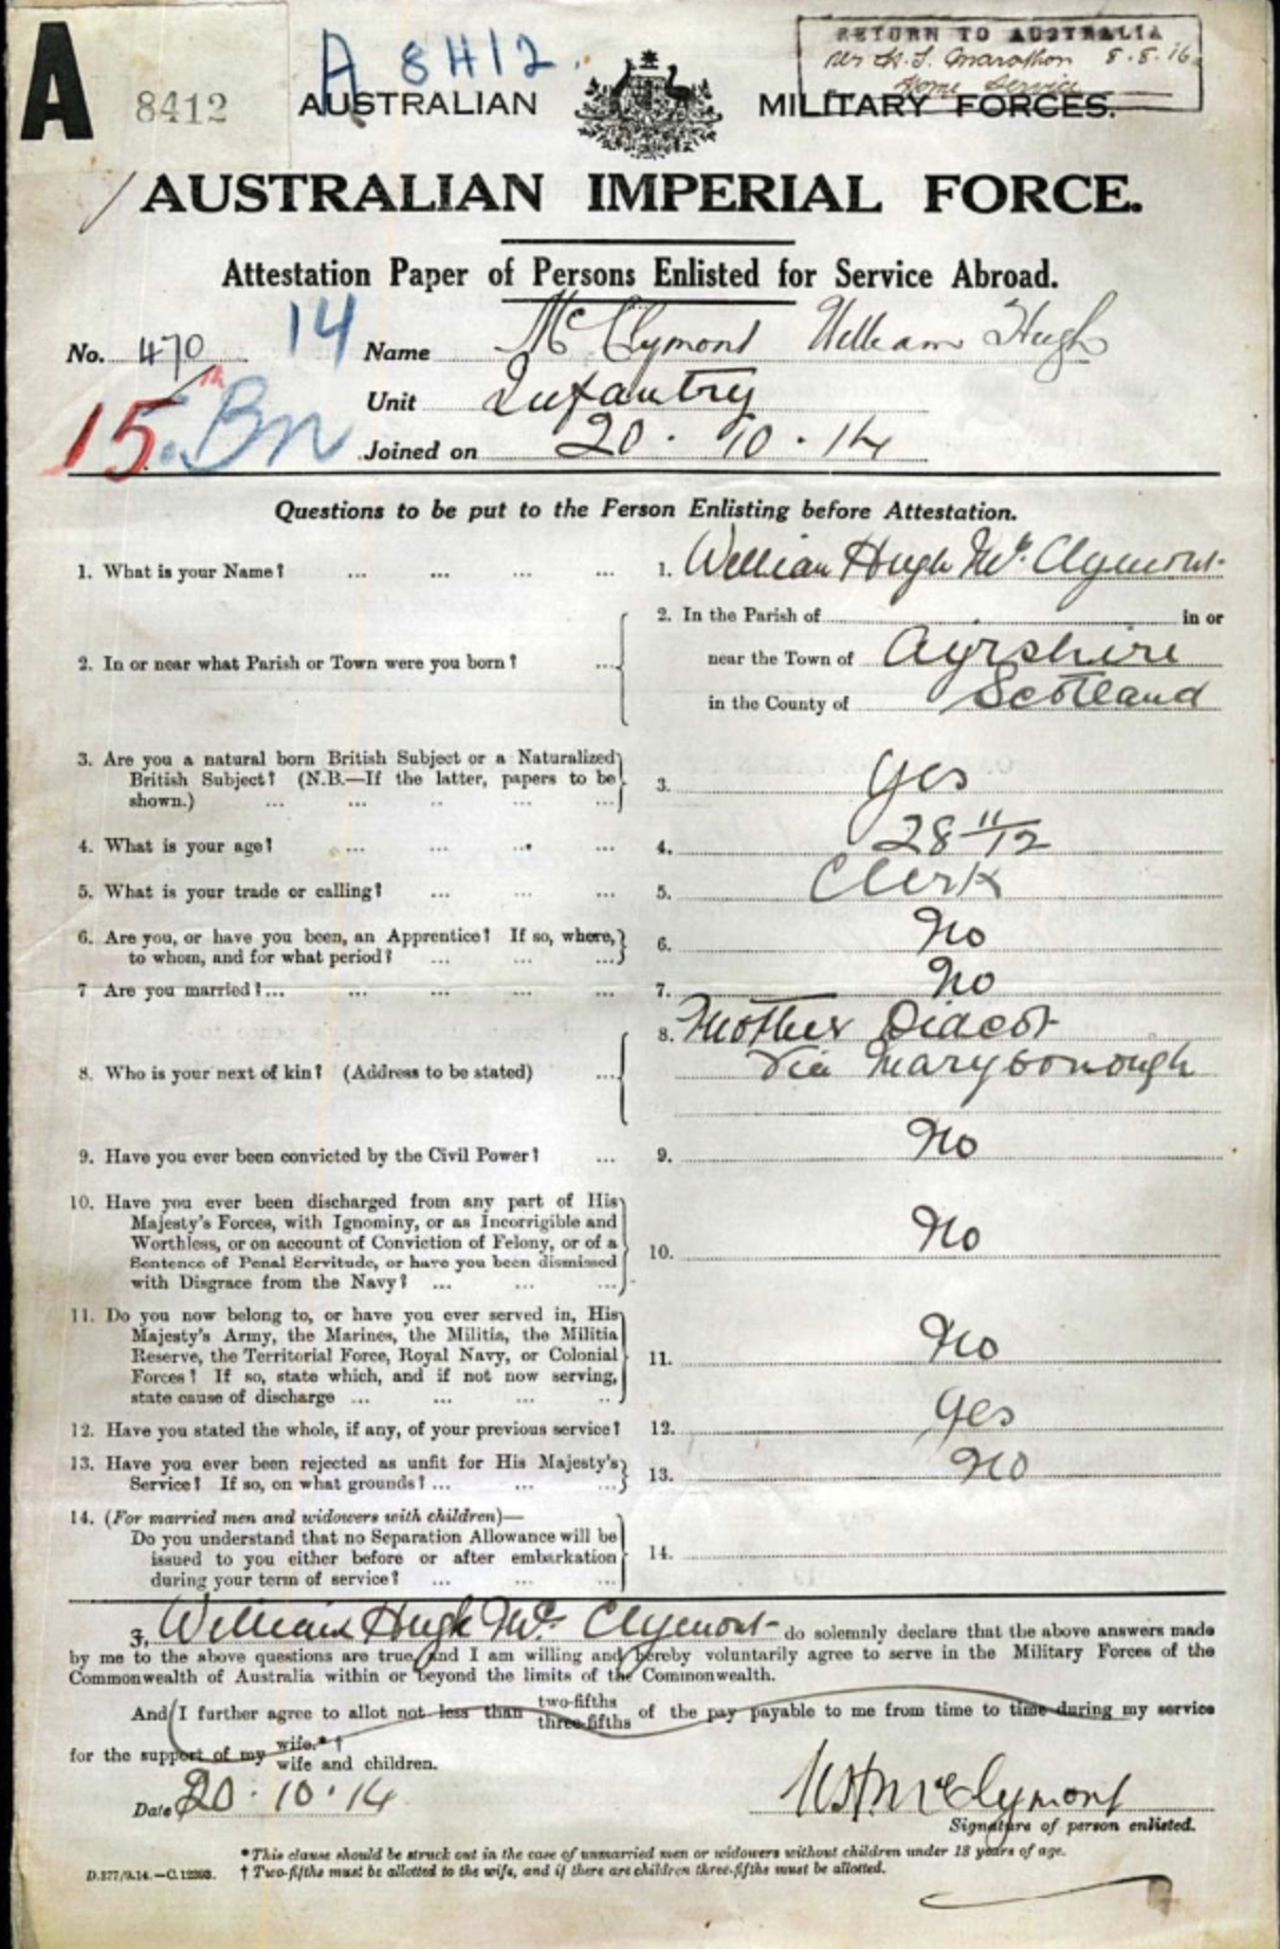 A
8412
A 8412.
RETURN TO AUSTRALIA
per H.S. Marathon 8.8.16
Home Service
AUSTRALIAN MILITARY FORCES.
AUSTRALIAN IMPERIAL FORCE.
Attestation Paper of Persons Enlisted for Service Abroad.
No. 470 14 Name McClymont William Hugh
15th Bn Unit Infantry
Joined on 20.10.14
Questions to be put to the Person Enlisting before Attestation.
1. What is your Name? ... ... ... ... 1. William Hugh Mc. Clymont
2. In or near what Parish or Town were you born? ... 2. In the Parish of in or
near the Town of Ayrshire
in the County of Scotland
3. Are you a natural born British Subject or a Naturalized
British Subject? (N.B.—If the latter, papers to be
shown.) ... ... .. ... ... 3. Yes
4. What is your age? ... ... ... ... 4. 28 11/12
5. What is your trade or calling? ... ... ... 5. Clerk
6. Are you, or have you been, an Apprentice? If so, where,
to whom, and for what period? ... ... ... 6. No
7 Are you married?... ... ... ... ... 7. No
8. Who is your next of kin? (Address to be stated) ... 8. Mother
via Maryborough
9. Have you ever been convicted by the Civil Power? ... 9. No
10. Have you ever been discharged from any part of His
Majesty's Forces, with Ignominy, or as Incorrigible and
Worthless, or on account of Conviction of Felony, or of a
Sentence of Penal Servitude, or have you been dismissed
with Disgrace from the Navy? ... ... ... 10. No
11. Do you now belong to, or have you ever served in, His
Majesty's Army, the Marines, the Militia, the Militia
Reserve, the Territorial Force, Royal Navy, or Colonial
Forces? If so, state which, and if not now serving,
state cause of discharge ... ... ... .. 11. No
12. Have you stated the whole, if any, of your previous service? 12. Yes
13. Have you ever been rejected as unfit for His Majesty's
Service? If so, on what grounds? ... ... ... 13. No
14. (For married men and widowers with children)—
Do you understand that no Separation Allowance will be
issued to you either before or after embarkation
during your term of service? ... ... ... 14.
I, William Hugh Mc. Clymont do solemnly declare that the above answers made
by me to the above questions are true, and I am willing and hereby voluntarily agree to serve in the Military Forces of the
Commonwealth of Australia within or beyond the limits of the Commonwealth.
And I further agree to allot not less than two-fifths three-fifths of the pay payable to me from time to time during my service
for the support of my wife.*† wife and children.
Date 20.10.14 WHMcClymont
Signature of person enlisted.
* This clause should be struck out in the case of unmarried men or widowers without children under 18 years of age.
D.377/9.14.—C.12393. † Two-fifths must be allotted to the wife, and if there are children three-fifths must be allotted.